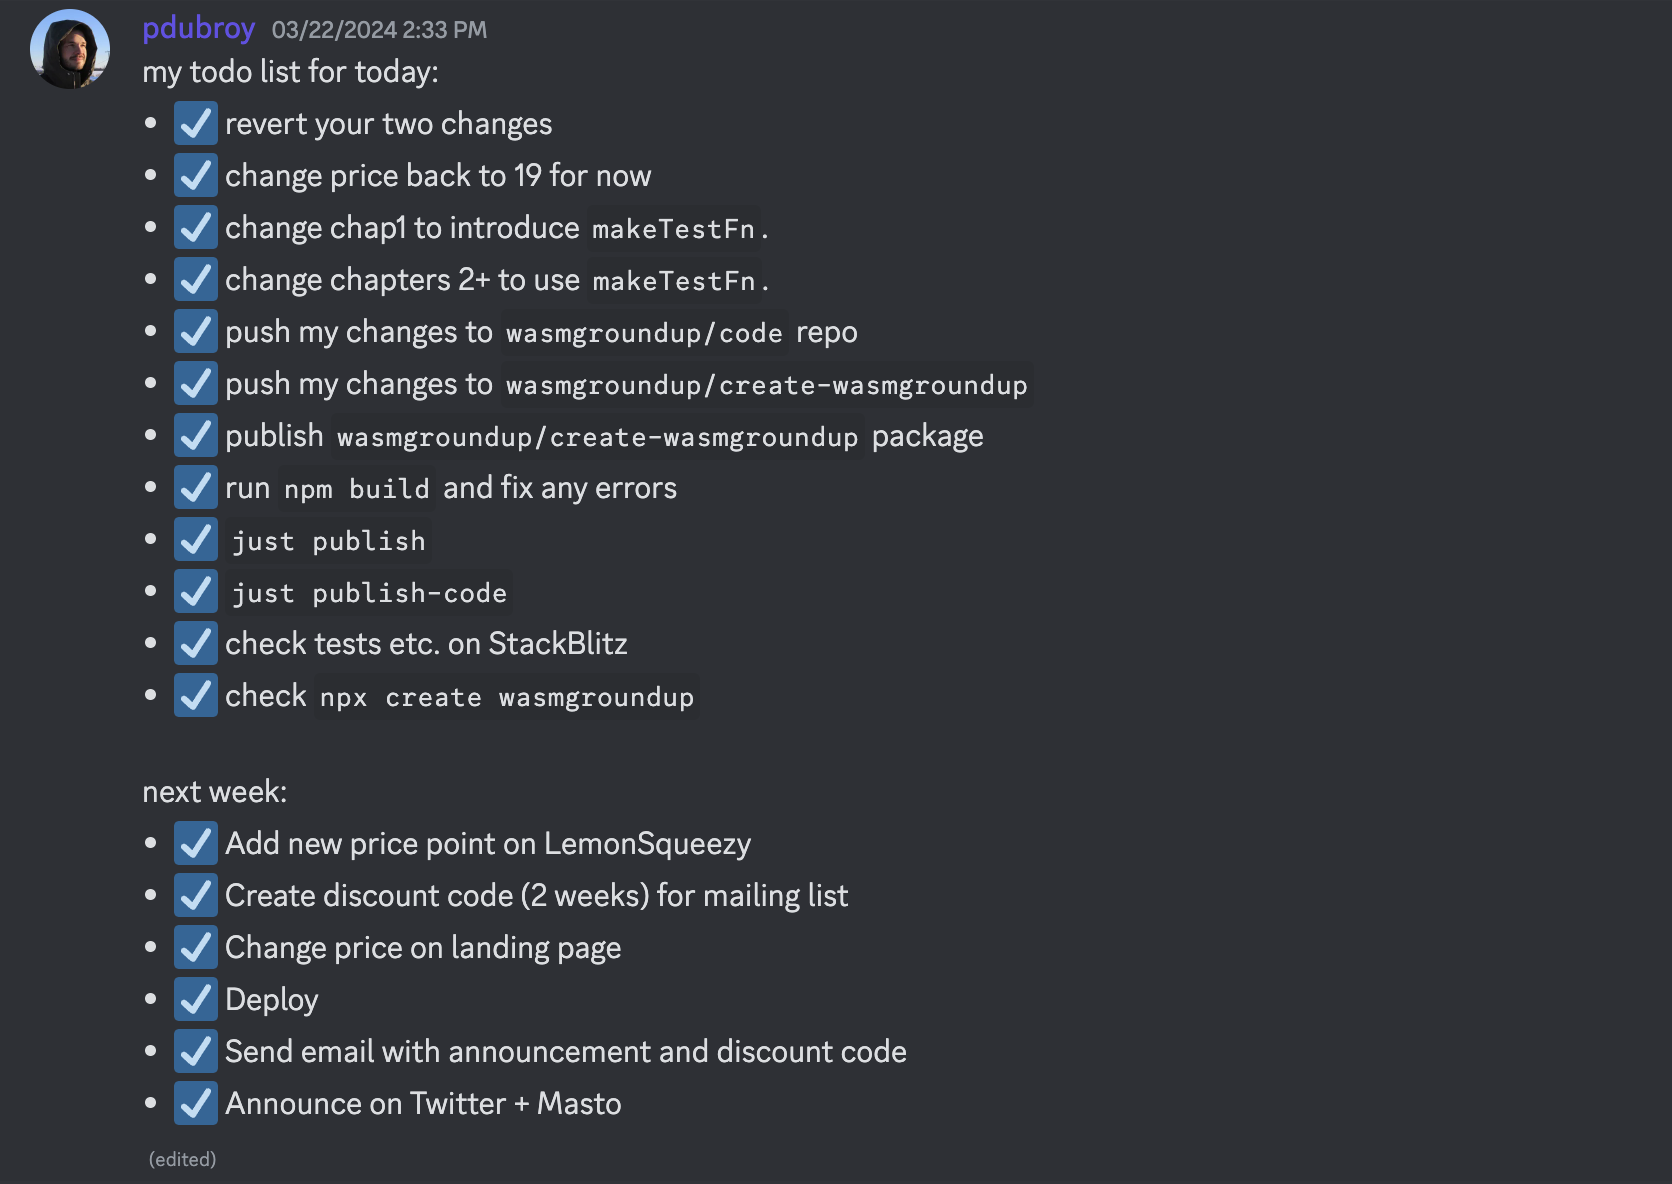 pdubroy 03/22/2024 2:33 PM
my todo list for today:
• ☑ revert your two changes
• ☑ change price back to 19 for now
• ☑ change chap1 to introduce makeTestFn.
• ☑ change chapters 2+ to use makeTestFn.
• ☑ push my changes to wasmgroundup/code repo
• ☑ push my changes to wasmgroundup/create-wasmgroundup
• ☑ publish wasmgroundup/create-wasmgroundup package
• ☑ run npm build and fix any errors
• ☑ just publish
• ☑ just publish-code
• ☑ check tests etc. on StackBlitz
• ☑ check npx create wasmgroundup
next week:
• ☑ Add new price point on LemonSqueezy
• ☑ Create discount code (2 weeks) for mailing list
• ☑ Change price on landing page
• ☑ Deploy
• ☑ Send email with announcement and discount code
• ☑ Announce on Twitter + Masto
(edited)